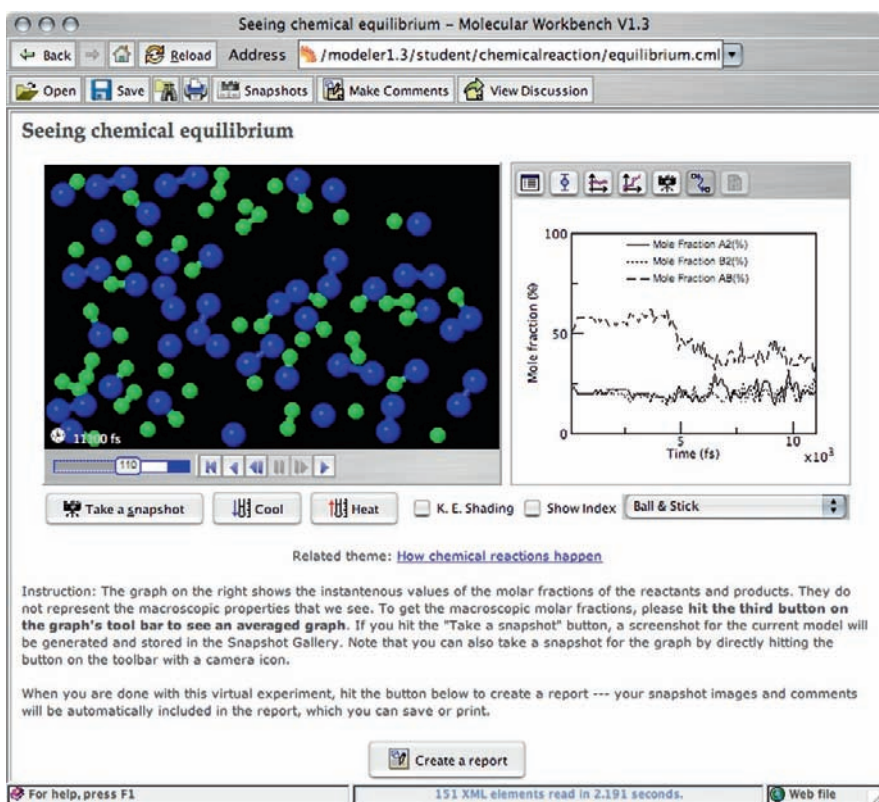 Seeing chemical equilibrium – Molecular Workbench V1.3
Back Reload Address /modeler1.3/student/chemicalreaction/equilibrium.cml
Open Save Snapshots Make Comments View Discussion
Seeing chemical equilibrium
11100 fs
110
100
50
0
Mole fraction (%)
Mole Fraction A2(%)
Mole Fraction B2(%)
Mole Fraction AB(%)
5 10
Time (fs) x10³
Take a snapshot Cool Heat K. E. Shading Show Index Ball & Stick
Related theme: How chemical reactions happen
Instruction: The graph on the right shows the instantenous values of the molar fractions of the reactants and products. They do
not represent the macroscopic properties that we see. To get the macroscopic molar fractions, please hit the third button on
the graph's tool bar to see an averaged graph. If you hit the "Take a snapshot" button, a screenshot for the current model will
be generated and stored in the Snapshot Gallery. Note that you can also take a snapshot for the graph by directly hitting the
button on the toolbar with a camera icon.
When you are done with this virtual experiment, hit the button below to create a report --- your snapshot images and comments
will be automatically included in the report, which you can save or print.
Create a report
For help, press F1 151 XML elements read in 2.191 seconds. Web file